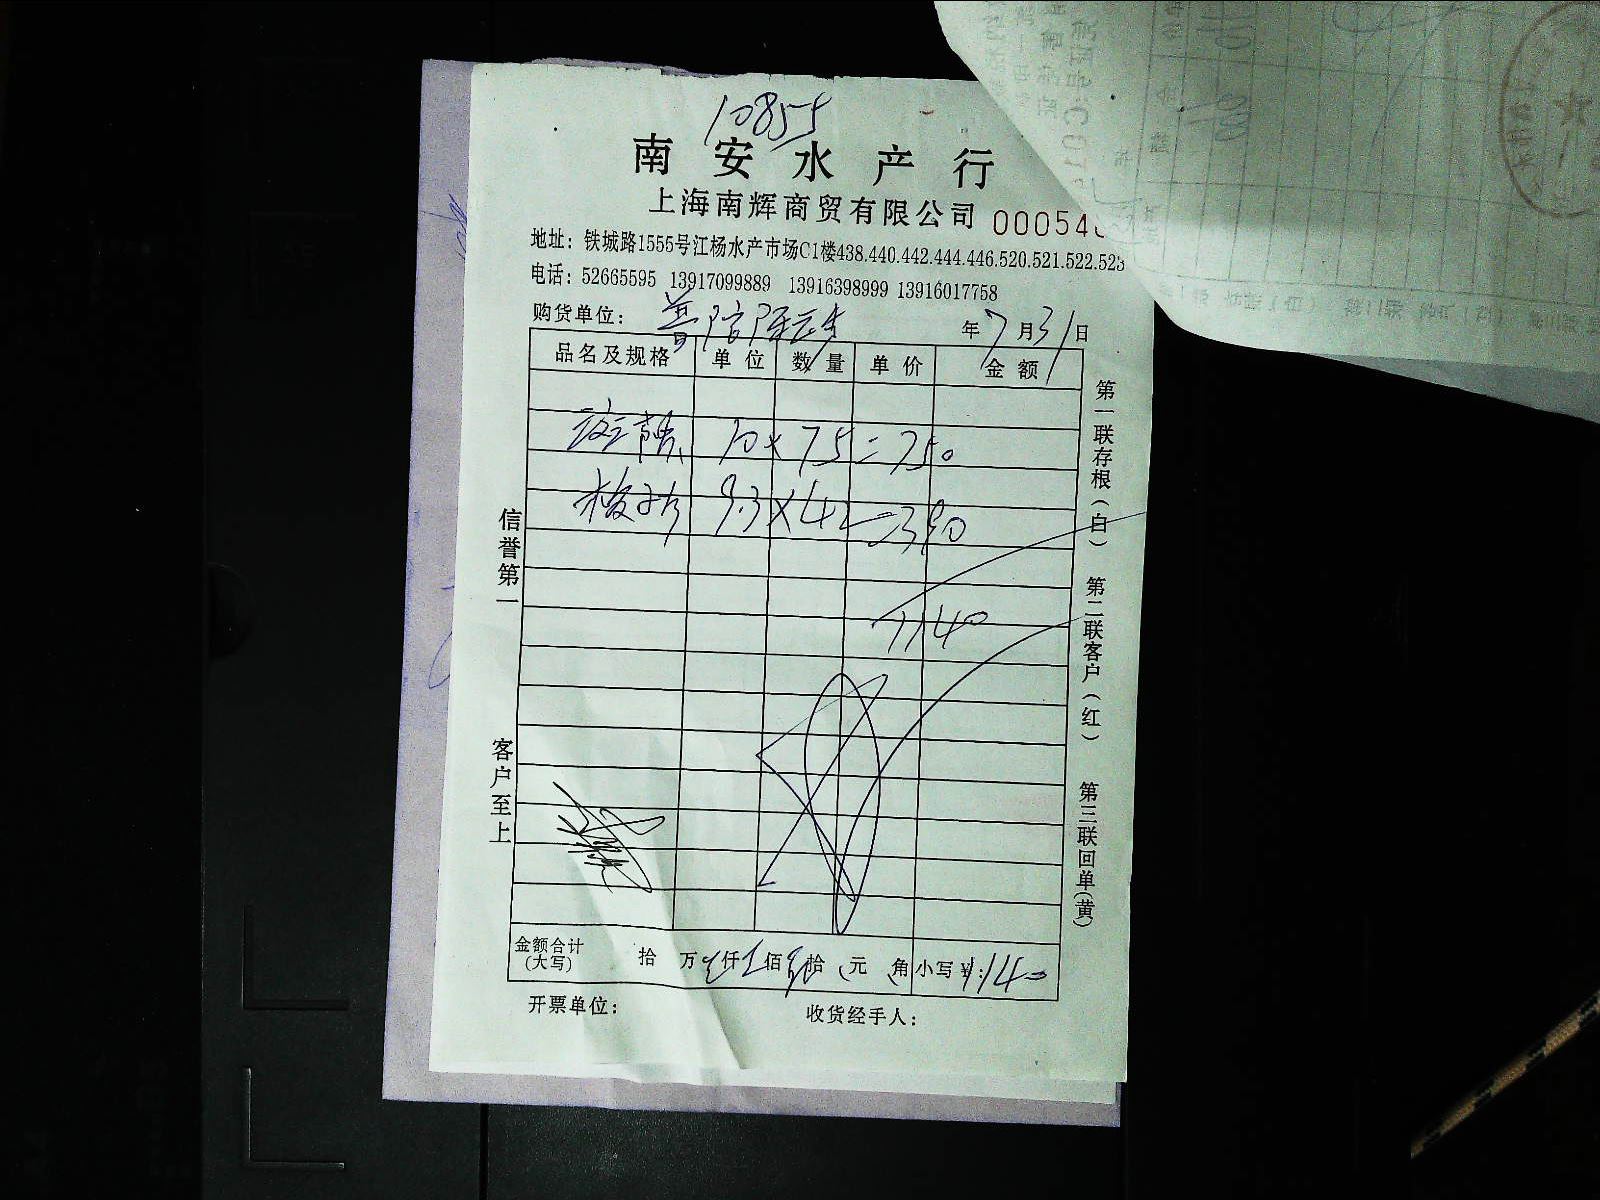 10855
南安水产行
上海南辉商贸有限公司 00054
地址：铁城路1555号江杨水产市场C1楼438.440.442.444.446.520.521.522.523
电话：52665595 13917099889 13916398999 13916017758
购货单位： 年7月31日
品名及规格 单位 数量 单价 金额
10×75=750
9.3×42=390
1140
信誉第一
客户至上
第一联存根(白) 第二联客户(红) 第三联回单(黄)
金额合计(大写) 拾 万 仟 佰 拾 元 角 小写¥：1140
开票单位： 收货经手人：